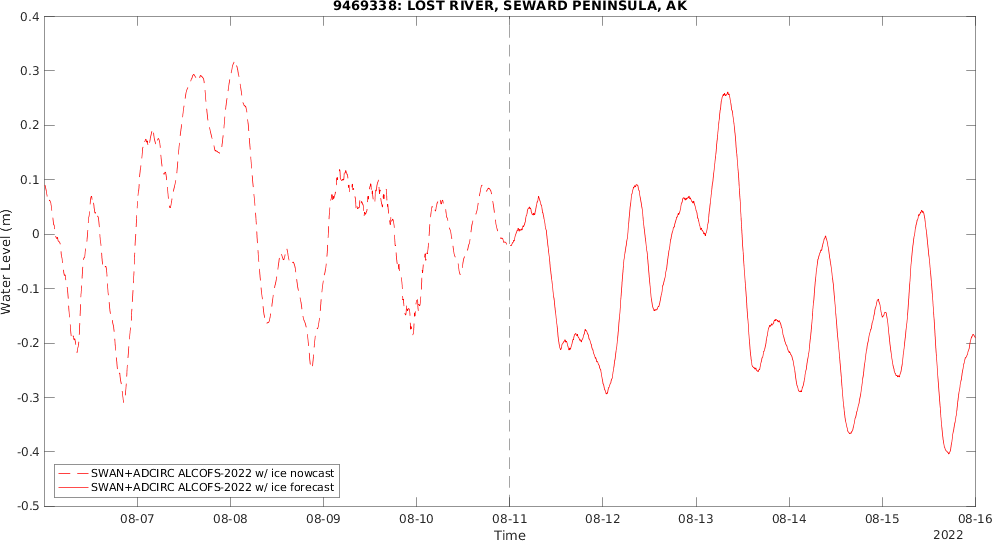 9469338: LOST RIVER, SEWARD PENINSULA, AK
0.4
0.3
0.2
0.1
0
-0.1
-0.2
-0.3
-0.4
-0.5
Water Level (m)
SWAN+ADCIRC ALCOFS-2022 w/ ice nowcast
SWAN+ADCIRC ALCOFS-2022 w/ ice forecast
08-07 08-08 08-09 08-10 08-11 08-12 08-13 08-14 08-15 08-16
Time
2022